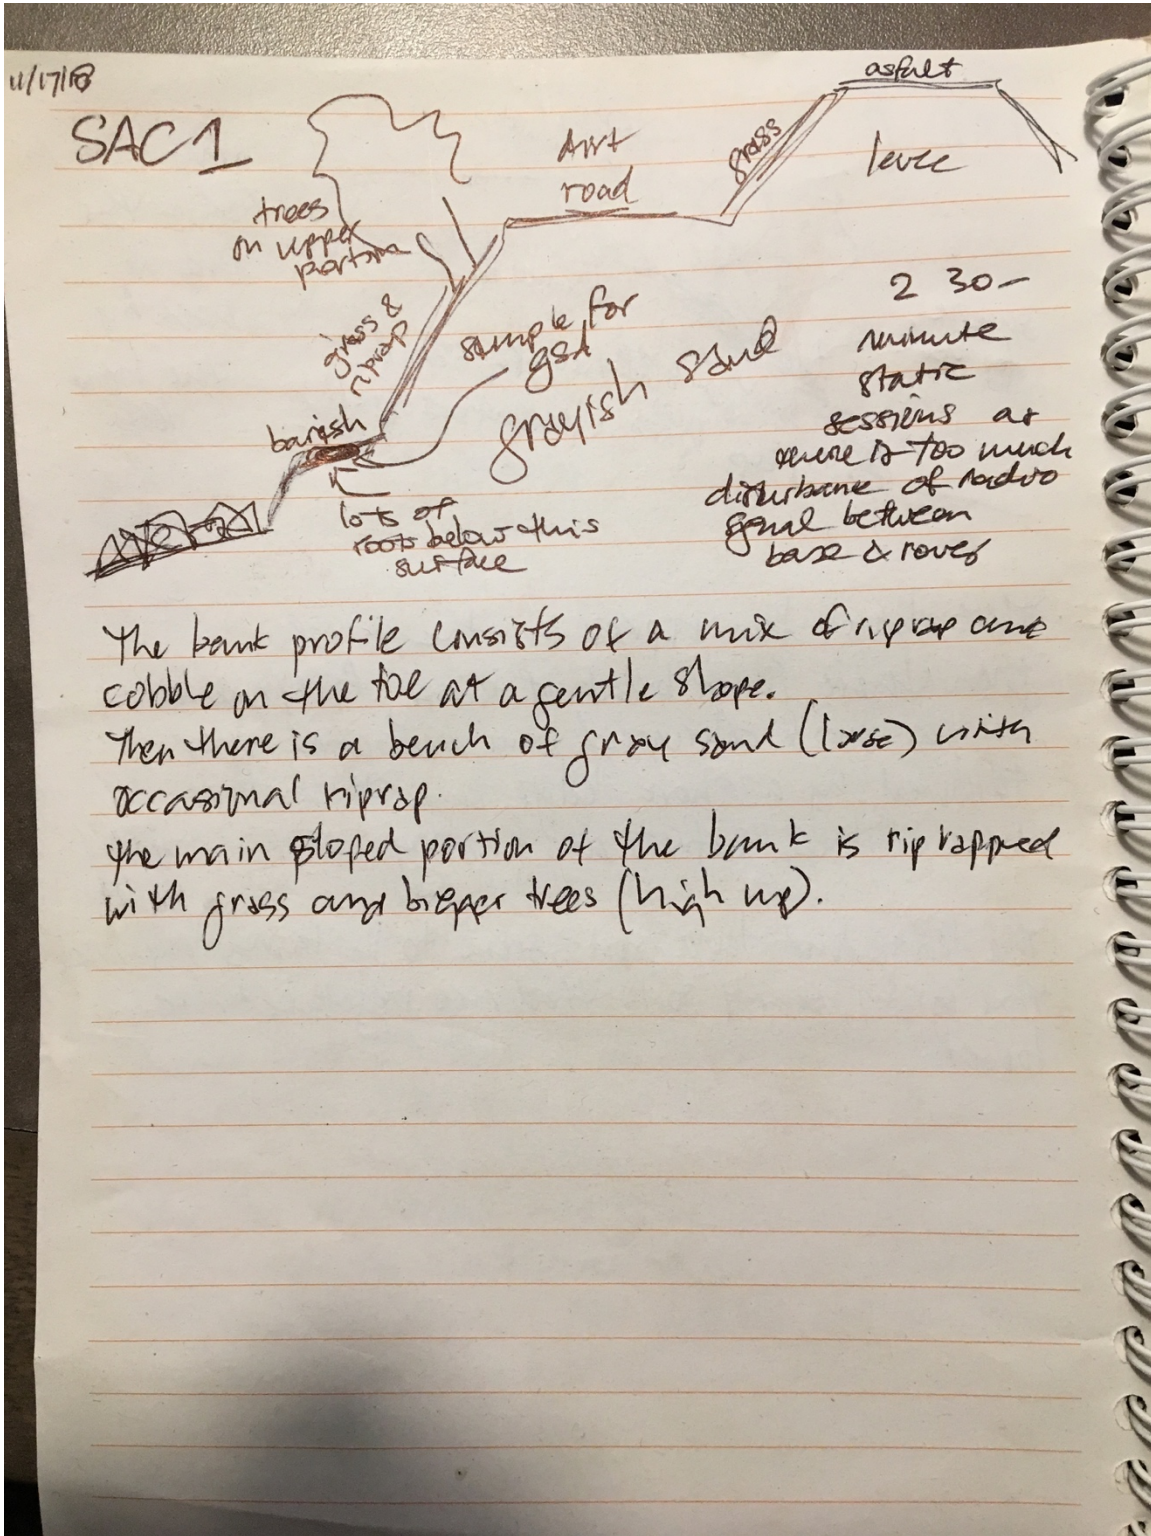 11/17/18
SAC1
asfalt
dirt
road
grass
levee
trees
on upper
portion
grass &
riprap
sample for
gsd
grayish sand
barish
lots of
roots below this
surface
2 30-
minute
static
sessions as
there is too much
disturbance of radio
signal between
base & rover
The bank profile consists of a mix of riprap and
cobble on the toe at a gentle slope.
Then there is a bench of gray sand (loose) with
occasional riprap.
The main sloped portion of the bank is riprapped
with grass and bigger trees (high up).